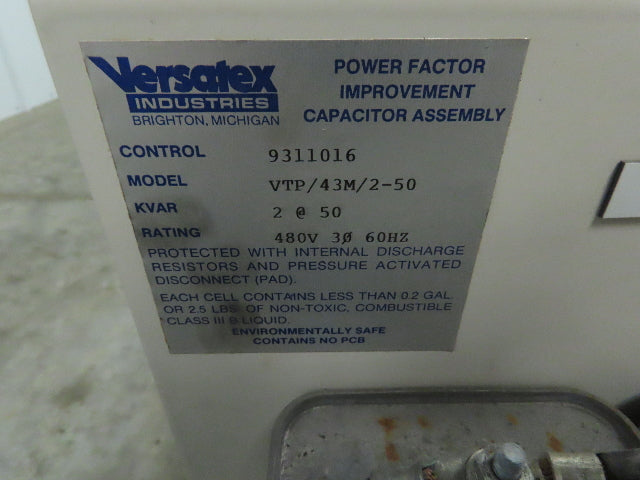 Versatex
INDUSTRIES
BRIGHTON, MICHIGAN
POWER FACTOR
IMPROVEMENT
CAPACITOR ASSEMBLY
CONTROL 9311016
MODEL VTP/43M/2-50
KVAR 2 @ 50
RATING 480V 3Ø 60HZ
PROTECTED WITH INTERNAL DISCHARGE
RESISTORS AND PRESSURE ACTIVATED
DISCONNECT (PAD).
EACH CELL CONTAINS LESS THAN 0.2 GAL.
OR 2.5 LBS OF NON-TOXIC, COMBUSTIBLE
CLASS III B LIQUID.
ENVIRONMENTALLY SAFE
CONTAINS NO PCB